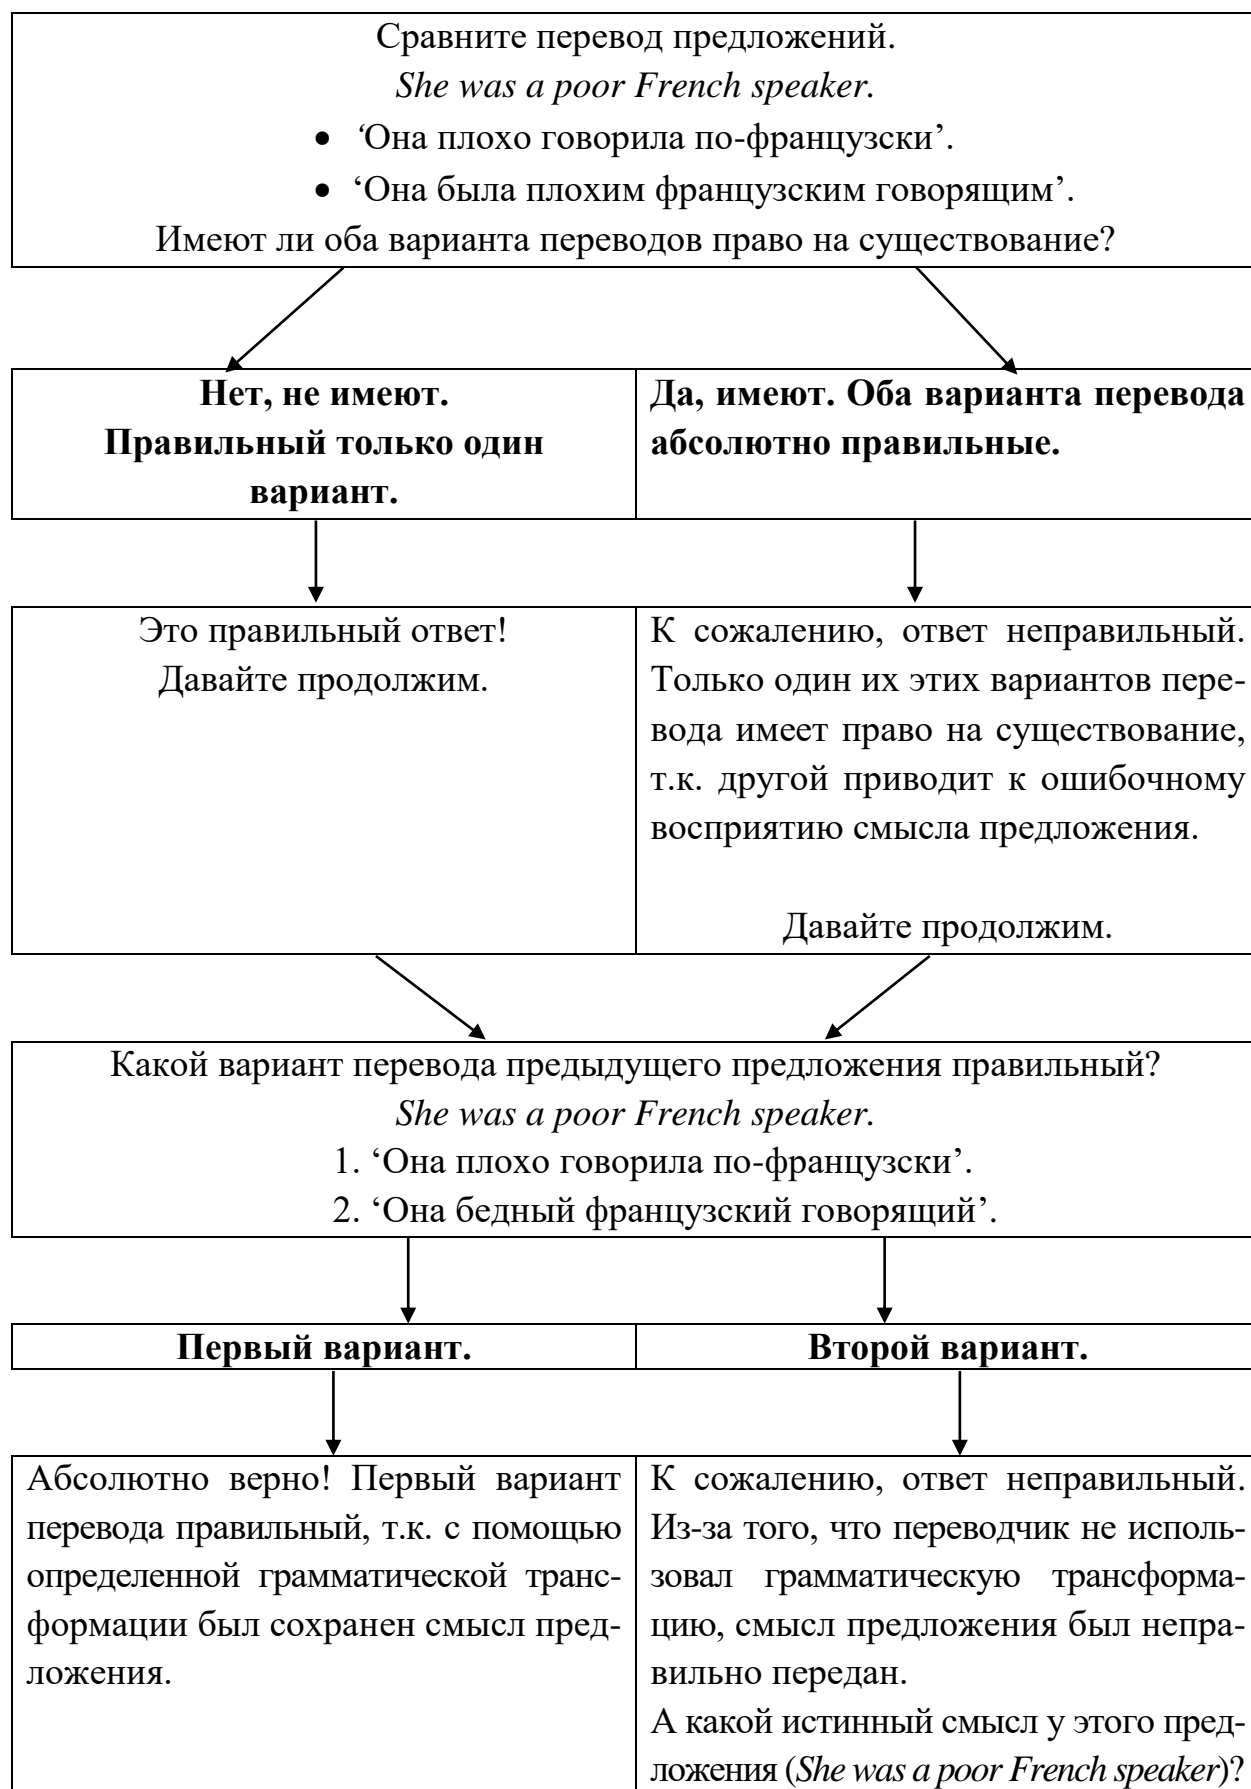 Сравните перевод предложений.
She was a poor French speaker.
• ‘Она плохо говорила по-французски’.
• ‘Она была плохим французским говорящим’.
Имеют ли оба варианта переводов право на существование?
Нет, не имеют.
Правильный только один
вариант.
Да, имеют. Оба варианта перевода
абсолютно правильные.
Это правильный ответ!
Давайте продолжим.
К сожалению, ответ неправильный.
Только один их этих вариантов пере-
вода имеет право на существование,
т.к. другой приводит к ошибочному
восприятию смысла предложения.
Давайте продолжим.
Какой вариант перевода предыдущего предложения правильный?
She was a poor French speaker.
1. ‘Она плохо говорила по-французски’.
2. ‘Она бедный французский говорящий’.
Первый вариант.
Второй вариант.
Абсолютно верно! Первый вариант
перевода правильный, т.к. с помощью
определенной грамматической транс-
формации был сохранен смысл пред-
ложения.
К сожалению, ответ неправильный.
Из-за того, что переводчик не исполь-
зовал грамматическую трансформа-
цию, смысл предложения был непра-
вильно передан.
А какой истинный смысл у этого пред-
ложения (She was a poor French speaker)?